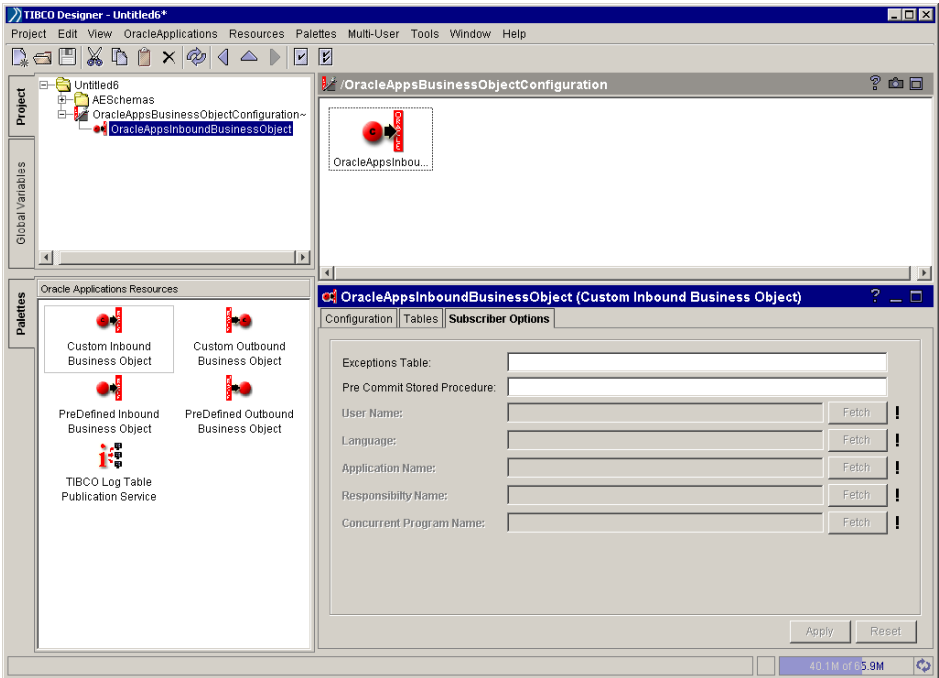 TIBCO Designer - Untitled6*
Project Edit View OracleApplications Resources Palettes Multi-User Tools Window Help
Project
Global Variables
Untitled6
AESchemas
OracleAppsBusinessObjectConfiguration~
OracleAppsInboundBusinessObject
/OracleAppsBusinessObjectConfiguration
OracleAppsInbou...
Palettes
Oracle Applications Resources
Custom Inbound
Business Object
Custom Outbound
Business Object
PreDefined Inbound
Business Object
PreDefined Outbound
Business Object
TIBCO Log Table
Publication Service
OracleAppsInboundBusinessObject (Custom Inbound Business Object)
Configuration Tables Subscriber Options
Exceptions Table:
Pre Commit Stored Procedure:
User Name: Fetch !
Language: Fetch !
Application Name: Fetch !
Responsibilty Name: Fetch !
Concurrent Program Name: Fetch !
Apply Reset
40.1M of 65.9M